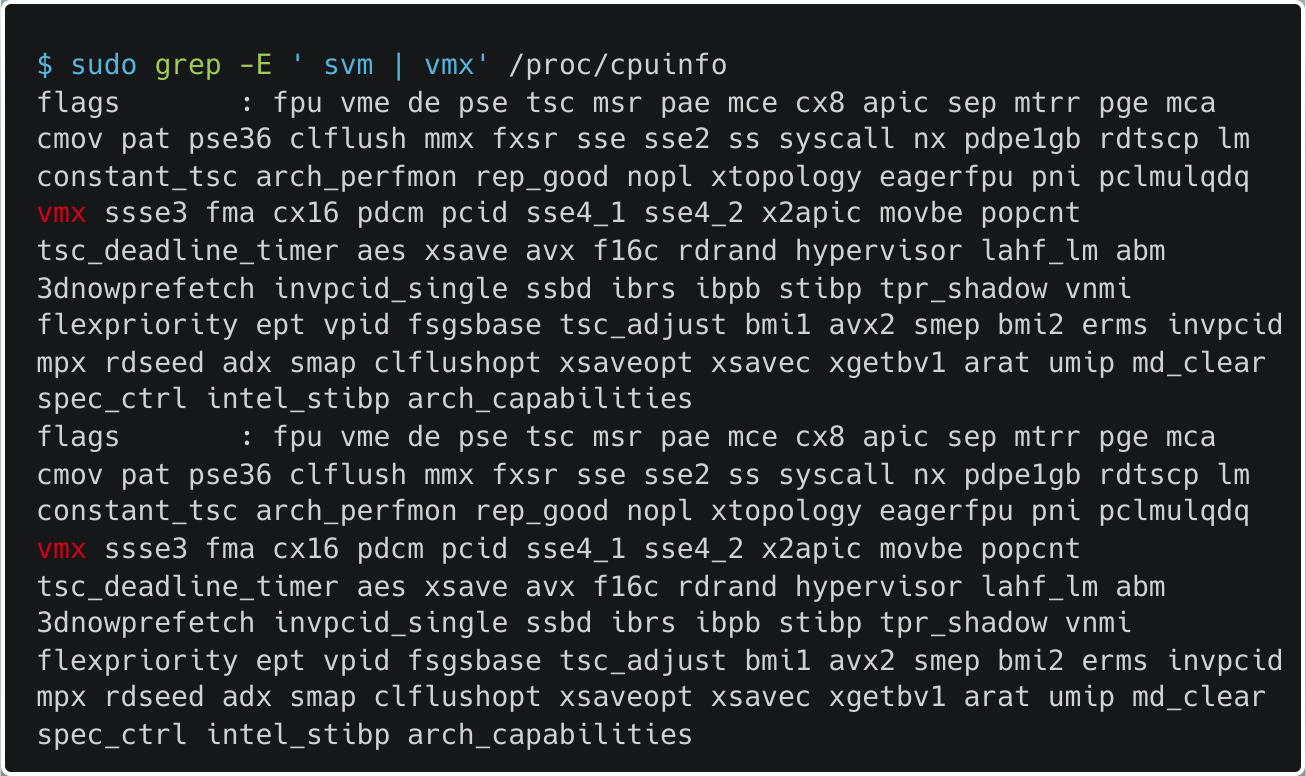 $ sudo grep -E ' svm | vmx' /proc/cpuinfo
flags       : fpu vme de pse tsc msr pae mce cx8 apic sep mtrr pge mca
cmov pat pse36 clflush mmx fxsr sse sse2 ss syscall nx pdpe1gb rdtscp lm
constant_tsc arch_perfmon rep_good nopl xtopology eagerfpu pni pclmulqdq
vmx ssse3 fma cx16 pdcm pcid sse4_1 sse4_2 x2apic movbe popcnt
tsc_deadline_timer aes xsave avx f16c rdrand hypervisor lahf_lm abm
3dnowprefetch invpcid_single ssbd ibrs ibpb stibp tpr_shadow vnmi
flexpriority ept vpid fsgsbase tsc_adjust bmi1 avx2 smep bmi2 erms invpcid
mpx rdseed adx smap clflushopt xsaveopt xsavec xgetbv1 arat umip md_clear
spec_ctrl intel_stibp arch_capabilities
flags       : fpu vme de pse tsc msr pae mce cx8 apic sep mtrr pge mca
cmov pat pse36 clflush mmx fxsr sse sse2 ss syscall nx pdpe1gb rdtscp lm
constant_tsc arch_perfmon rep_good nopl xtopology eagerfpu pni pclmulqdq
vmx ssse3 fma cx16 pdcm pcid sse4_1 sse4_2 x2apic movbe popcnt
tsc_deadline_timer aes xsave avx f16c rdrand hypervisor lahf_lm abm
3dnowprefetch invpcid_single ssbd ibrs ibpb stibp tpr_shadow vnmi
flexpriority ept vpid fsgsbase tsc_adjust bmi1 avx2 smep bmi2 erms invpcid
mpx rdseed adx smap clflushopt xsaveopt xsavec xgetbv1 arat umip md_clear
spec_ctrl intel_stibp arch_capabilities